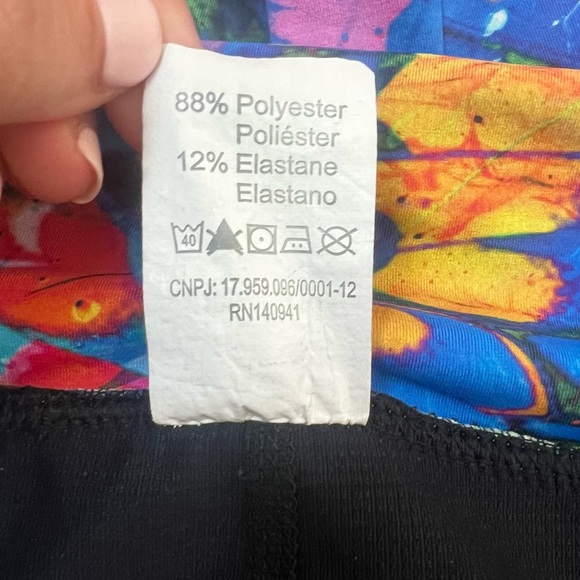 88% Polyester
Poliéster
12% Elastane
Elastano
40
CNPJ: 17.959.096/0001-12
RN140941